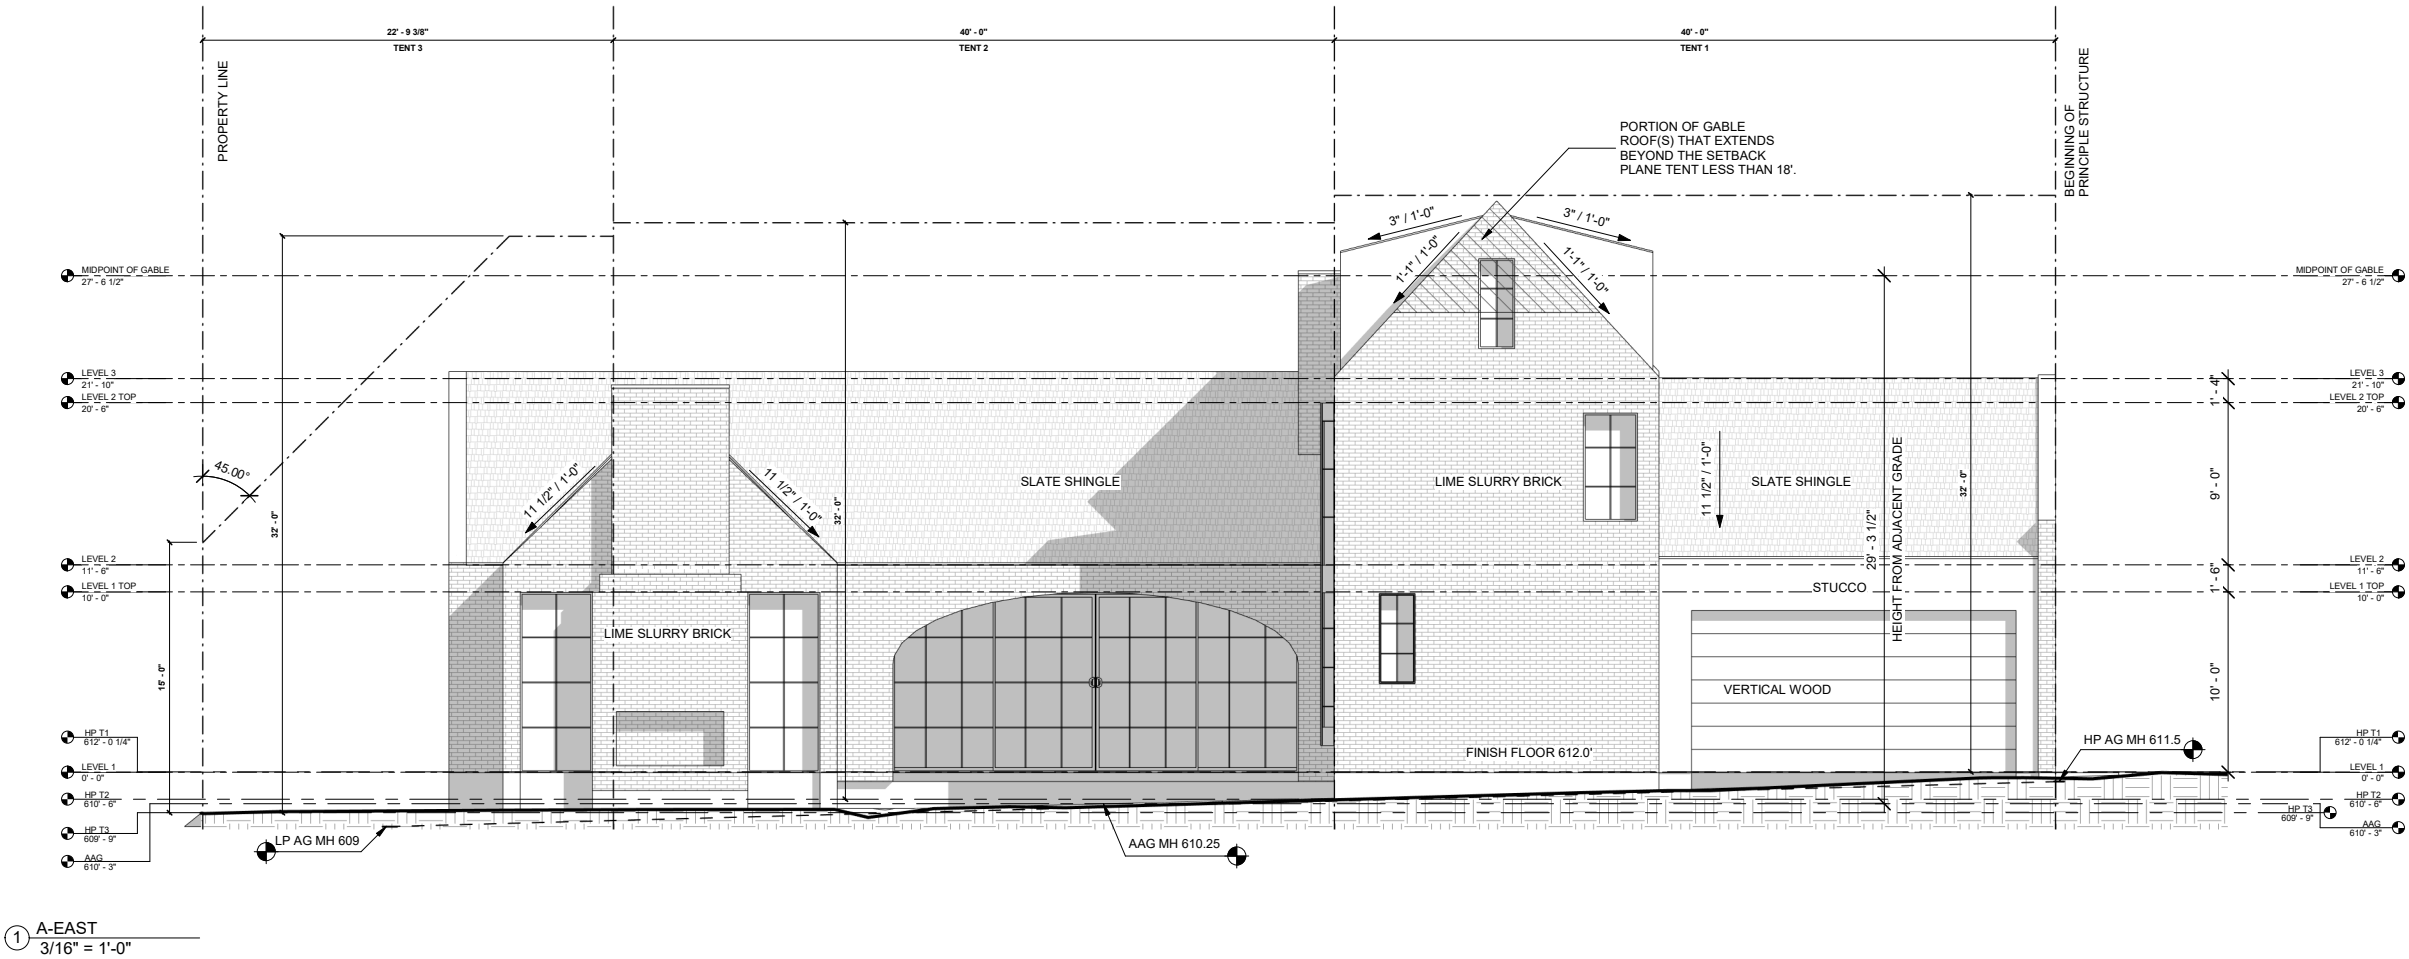 22' - 9 3/8"
TENT 3
40' - 0"
TENT 2
40' - 0"
TENT 1
PROPERTY LINE
BEGINNING OF
PRINCIPLE STRUCTURE
PORTION OF GABLE
ROOF(S) THAT EXTENDS
BEYOND THE SETBACK
PLANE TENT LESS THAN 18'.
3" / 1'-0"
3" / 1'-0"
1'-1" / 1'-0"
1'-1" / 1'-0"
MIDPOINT OF GABLE
27' - 6 1/2"
MIDPOINT OF GABLE
27' - 6 1/2"
LEVEL 3
21' - 10"
LEVEL 3
21' - 10"
LEVEL 2 TOP
20' - 6"
LEVEL 2 TOP
20' - 6"
1' - 4"
45.00°
32' - 0"
11 1/2" / 1'-0"
11 1/2" / 1'-0"
32' - 0"
SLATE SHINGLE
LIME SLURRY BRICK
11 1/2" / 1'-0"
SLATE SHINGLE
29' - 3 1/2"
HEIGHT FROM ADJACENT GRADE
32' - 0"
9' - 0"
LEVEL 2
11' - 6"
LEVEL 2
11' - 6"
LEVEL 1 TOP
10' - 0"
LEVEL 1 TOP
10' - 0"
1' - 6"
STUCCO
LIME SLURRY BRICK
15' - 0"
VERTICAL WOOD
10' - 0"
HP T1
612' - 0 1/4"
FINISH FLOOR 612.0'
HP AG MH 611.5
HP T1
612' - 0 1/4"
LEVEL 1
0' - 0"
LEVEL 1
0' - 0"
HP T2
610' - 6"
HP T2
610' - 6"
HP T3
609' - 9"
HP T3
609' - 9"
AAG
610' - 3"
AAG
610' - 3"
LP AG MH 609
AAG MH 610.25
1
A-EAST
3/16" = 1'-0"